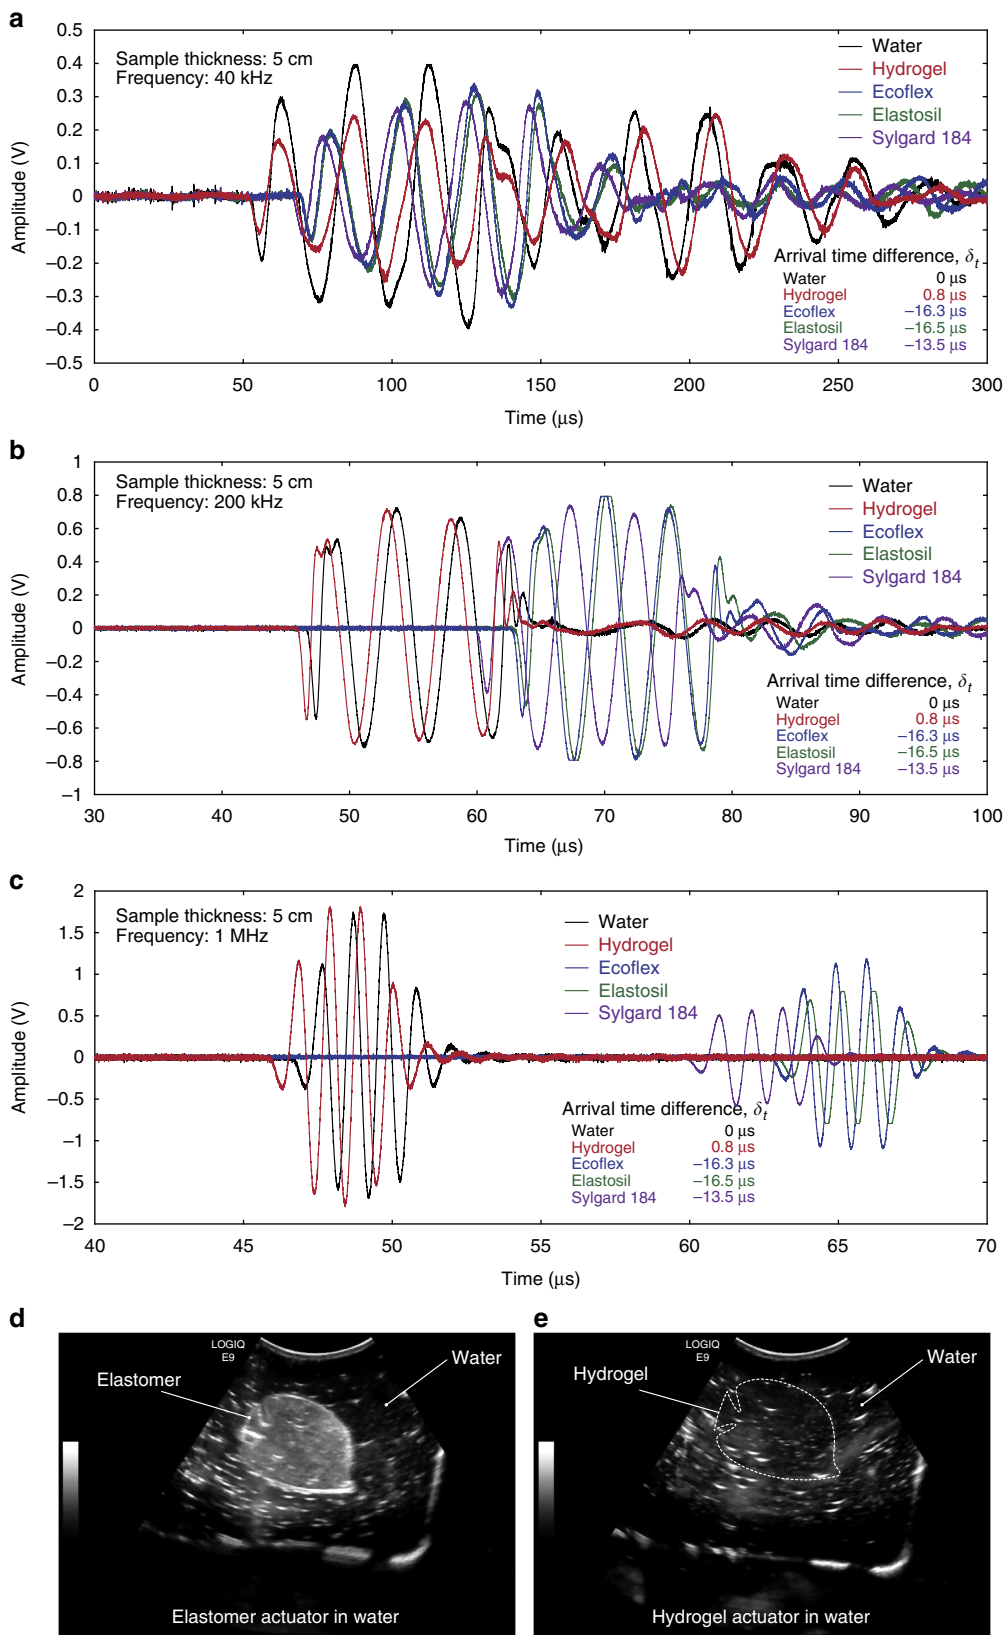 a
Sample thickness: 5 cm
Frequency: 40 kHz
Water
Hydrogel
Ecoflex
Elastosil
Sylgard 184
Amplitude (V)
0.5
0.4
0.3
0.2
0.1
0
–0.1
–0.2
–0.3
–0.4
–0.5
Arrival time difference, δt
Water 0 μs
Hydrogel 0.8 μs
Ecoflex –16.3 μs
Elastosil –16.5 μs
Sylgard 184 –13.5 μs
0 50 100 150 200 250 300
Time (μs)
b
Sample thickness: 5 cm
Frequency: 200 kHz
Water
Hydrogel
Ecoflex
Elastosil
Sylgard 184
Amplitude (V)
1
0.8
0.6
0.4
0.2
0
–0.2
–0.4
–0.6
–0.8
–1
Arrival time difference, δt
Water 0 μs
Hydrogel 0.8 μs
Ecoflex –16.3 μs
Elastosil –16.5 μs
Sylgard 184 –13.5 μs
30 40 50 60 70 80 90 100
Time (μs)
c
Sample thickness: 5 cm
Frequency: 1 MHz
Water
Hydrogel
Ecoflex
Elastosil
Sylgard 184
Amplitude (V)
2
1.5
1
0.5
0
–0.5
–1
–1.5
–2
Arrival time difference, δt
Water 0 μs
Hydrogel 0.8 μs
Ecoflex –16.3 μs
Elastosil –16.5 μs
Sylgard 184 –13.5 μs
40 45 50 55 60 65 70
Time (μs)
d
LOGIQ
E9
Water
Elastomer
Elastomer actuator in water
e
LOGIQ
E9
Water
Hydrogel
Hydrogel actuator in water